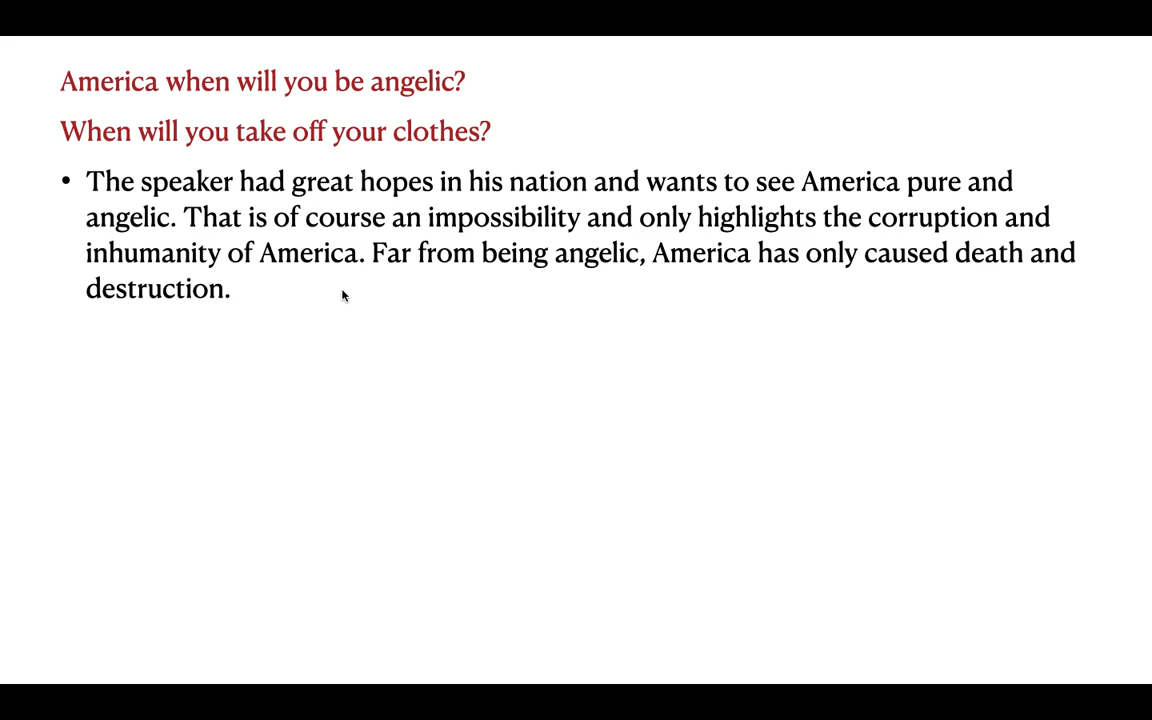 America when will you be angelic?
When will you take off your clothes?
• The speaker had great hopes in his nation and wants to see America pure and
angelic. That is of course an impossibility and only highlights the corruption and
inhumanity of America. Far from being angelic, America has only caused death and
destruction.